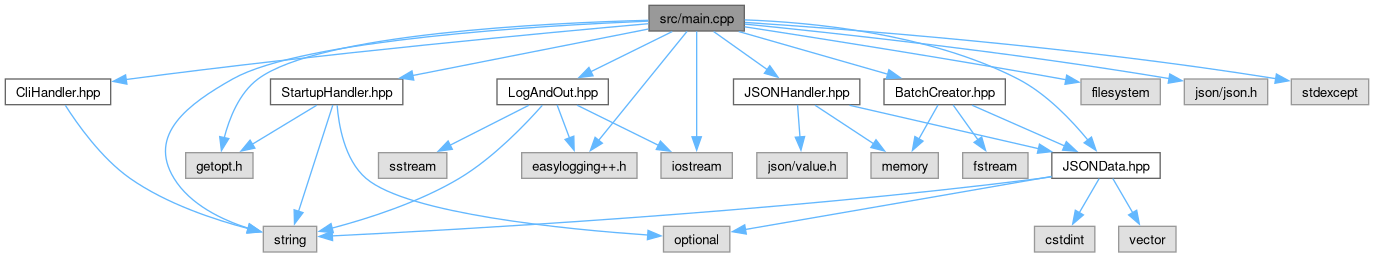 src/main.cpp
CliHandler.hpp
StartupHandler.hpp
LogAndOut.hpp
JSONHandler.hpp
BatchCreator.hpp
filesystem
json/json.h
stdexcept
getopt.h
sstream
easylogging++.h
iostream
json/value.h
memory
fstream
JSONData.hpp
string
optional
cstdint
vector